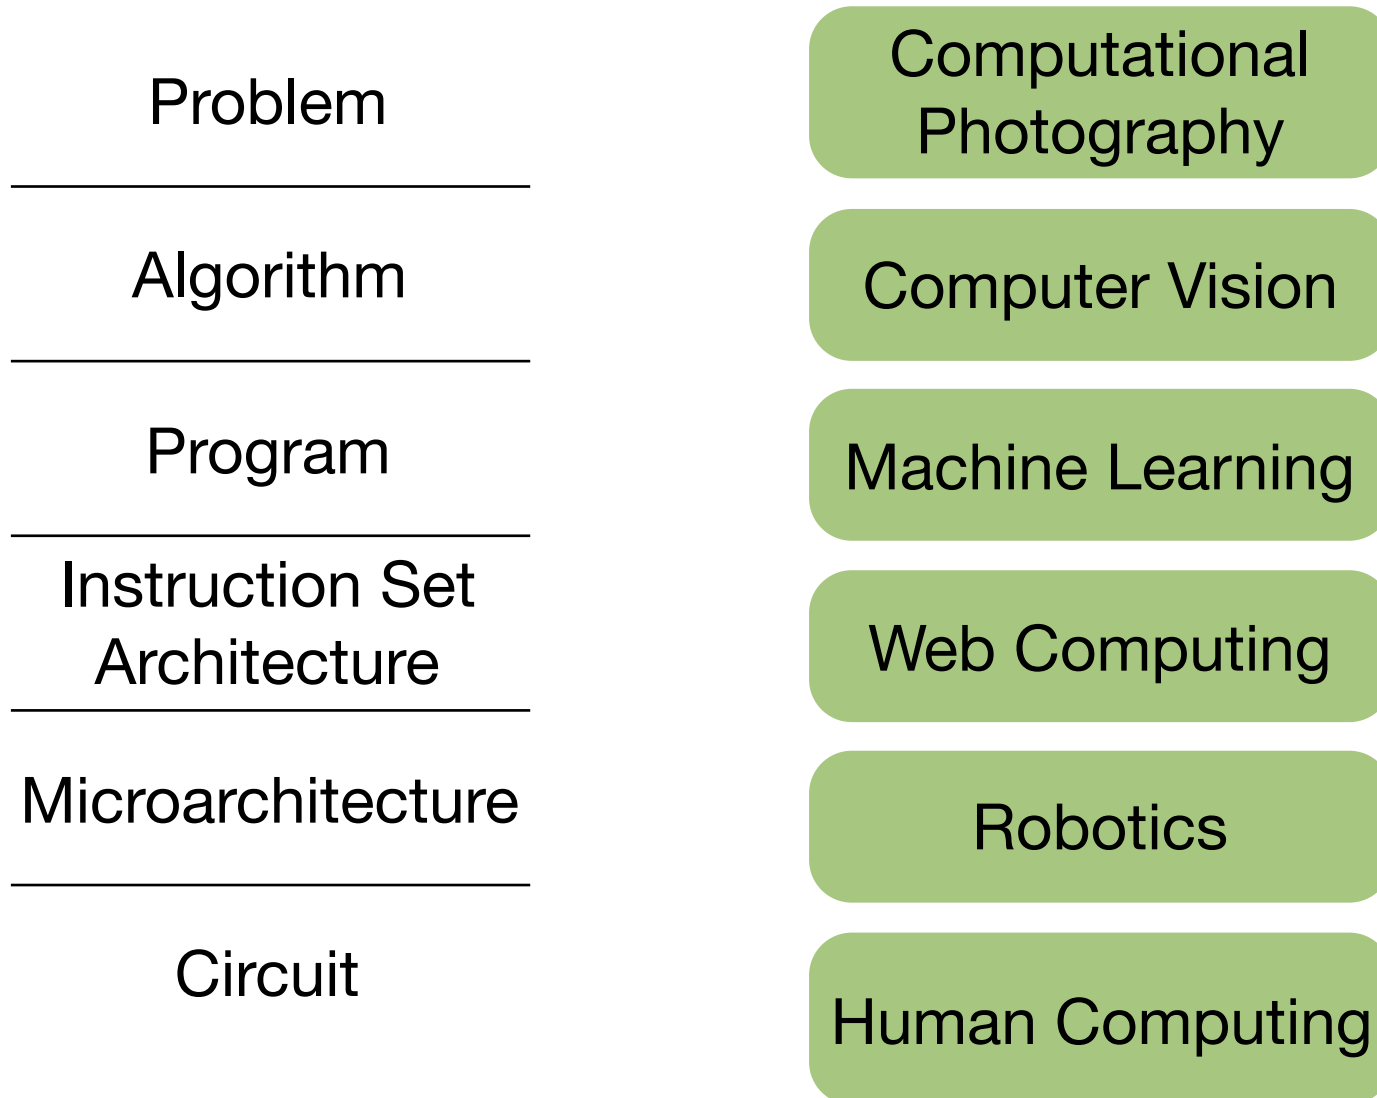 Problem
Algorithm
Program
Instruction Set
Architecture
Microarchitecture
Circuit
Computational
Photography
Computer Vision
Machine Learning
Web Computing
Robotics
Human Computing